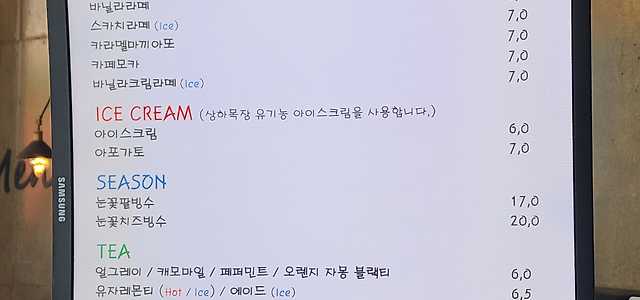 바닐라라떼 7,0
스카치라떼 (Ice) 7,0
카라멜마끼아또 7,0
카페모카 7,0
바닐라크림라떼 (Ice) 7,0
ICE CREAM (상하목장 유기농 아이스크림을 사용합니다.)
아이스크림 6,0
아포가토 7,0
SEASON
눈꽃팥빙수 17,0
눈꽃치즈빙수 20,0
TEA
얼그레이 / 캐모마일 / 페퍼민트 / 오렌지 자몽 블랙티 6,0
유자레몬티 (Hot / Ice) / 에이드 (Ice) 6,5
SAMSUNG
Men